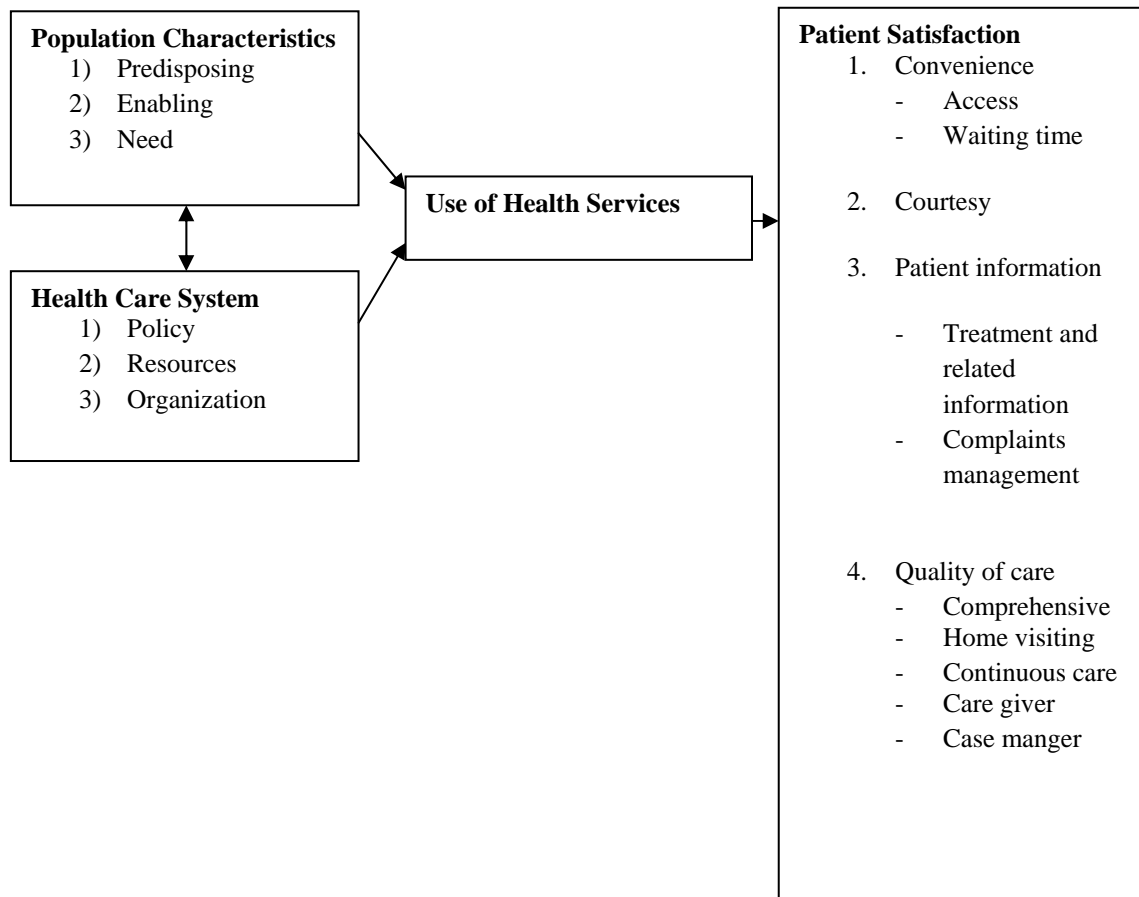 Population Characteristics
1) Predisposing
2) Enabling
3) Need
Health Care System
1) Policy
2) Resources
3) Organization
Use of Health Services
Patient Satisfaction
1. Convenience
- Access
- Waiting time
2. Courtesy
3. Patient information
- Treatment and
related
information
- Complaints
management
4. Quality of care
- Comprehensive
- Home visiting
- Continuous care
- Care giver
- Case manger